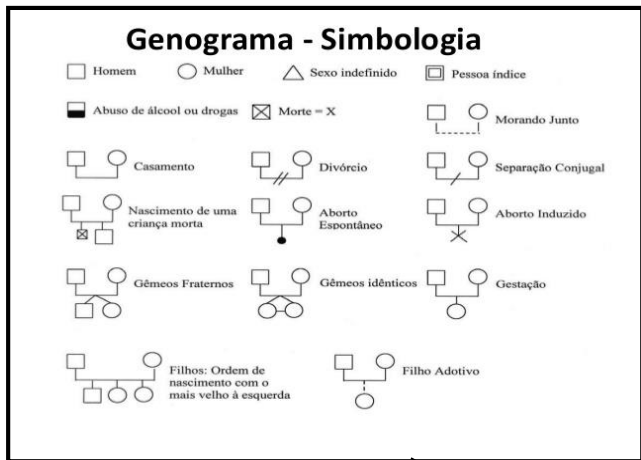 Genograma - Simbologia
Homem
Mulher
Sexo indefinido
Pessoa índice
Abuso de álcool ou drogas
Morte = X
Morando Junto
Casamento
Divórcio
Separação Conjugal
Nascimento de uma
criança morta
Aborto
Espontâneo
Aborto Induzido
Gêmeos Fraternos
Gêmeos idênticos
Gestação
Filhos: Ordem de
nascimento com o
mais velho à esquerda
Filho Adotivo